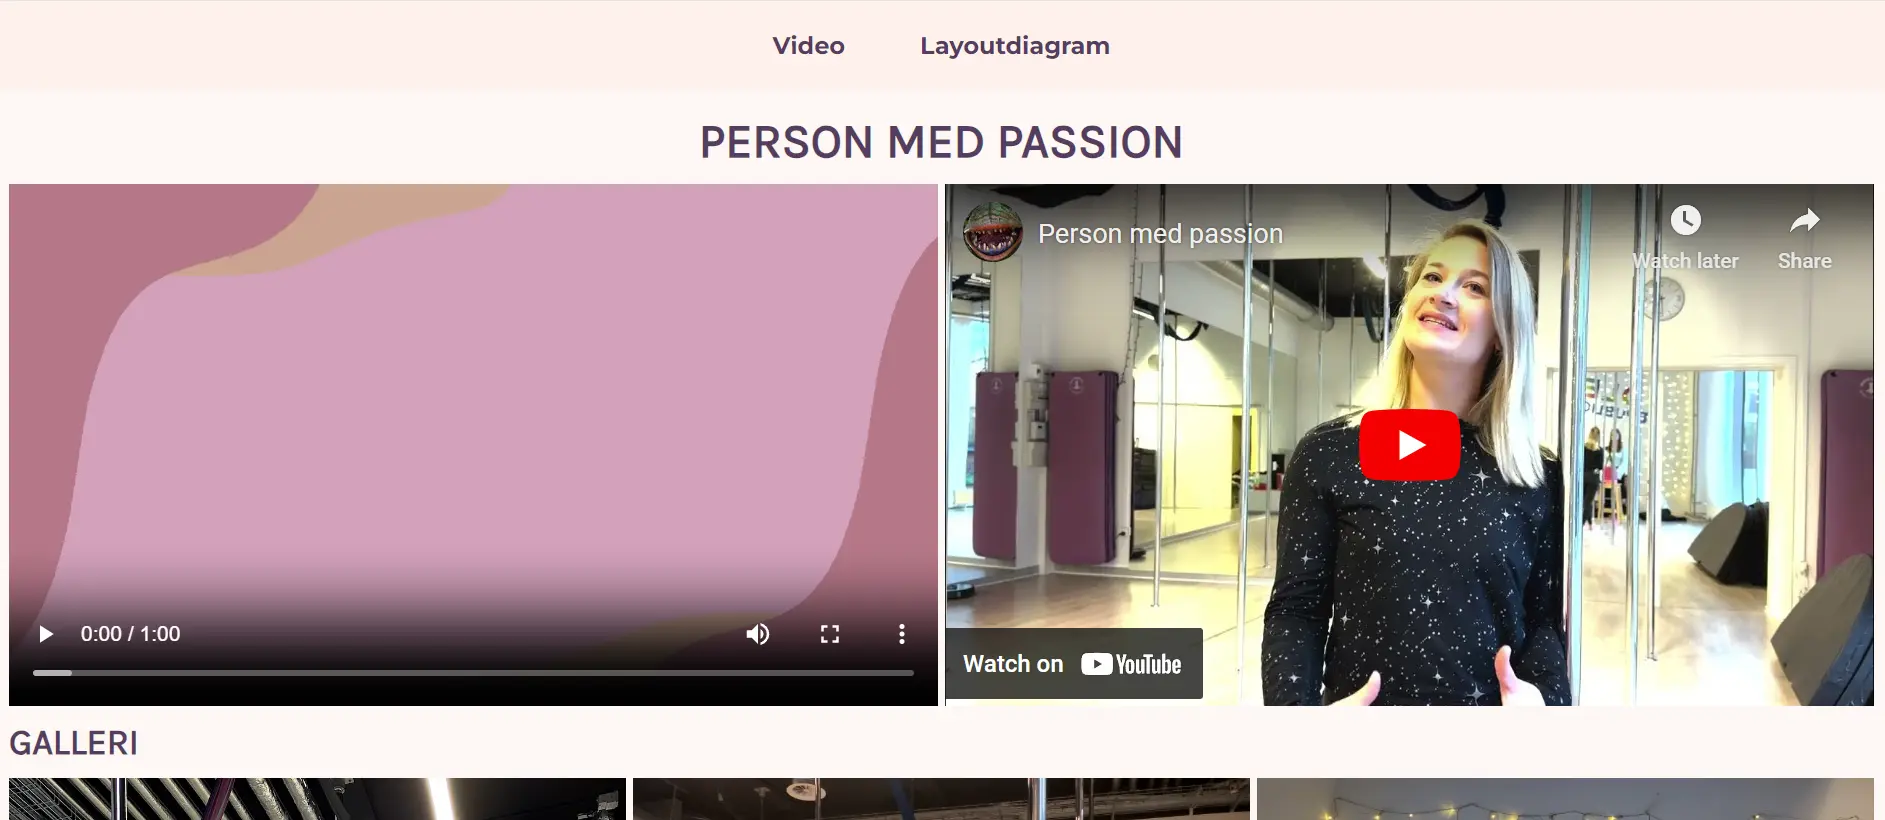 Video
Layoutdiagram
PERSON MED PASSION
0:00 / 1:00
Person med passion
Watch later
Share
Watch on YouTube
GALLERI